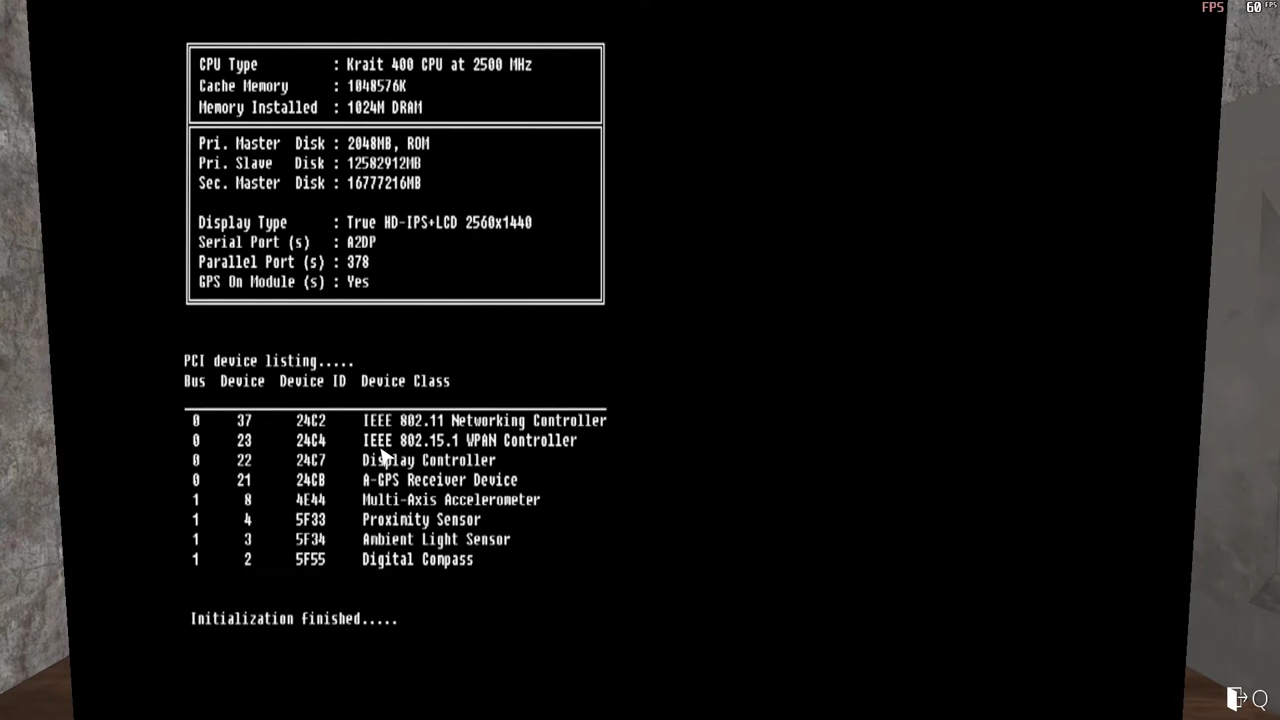 FPS 60 FPS
CPU Type : Krait 400 CPU at 2500 MHz
Cache Memory : 1048576K
Memory Installed : 1024M DRAM
Pri. Master Disk : 2048MB, ROM
Pri. Slave Disk : 12582912MB
Sec. Master Disk : 16777216MB
Display Type : True HD-IPS+LCD 2560x1440
Serial Port (s) : A2DP
Parallel Port (s) : 378
GPS On Module (s) : Yes
PCI device listing.....
Bus Device Device ID Device Class
0 37 24C2 IEEE 802.11 Networking Controller
0 23 24C4 IEEE 802.15.1 WPAN Controller
0 22 24C7 Display Controller
0 21 24CB A-GPS Receiver Device
1 8 4E44 Multi-Axis Accelerometer
1 4 5F33 Proximity Sensor
1 3 5F34 Ambient Light Sensor
1 2 5F55 Digital Compass
Initialization finished.....
Q